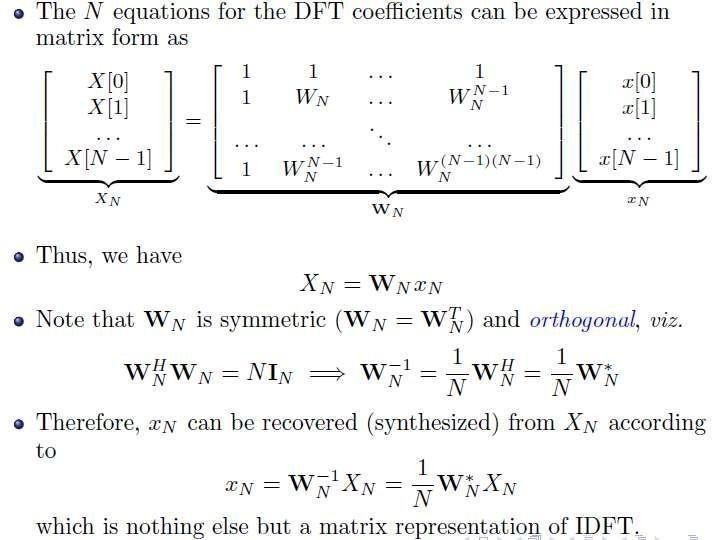 • The N equations for the DFT coefficients can be expressed in
matrix form as
[ X[0] X[1] … X[N − 1] ] = [ 1 1 … 1
1 W_N … W_N^{N−1}
… … ⋱ …
1 W_N^{N−1} … W_N^{(N−1)(N−1)} ] [ x[0] x[1] … x[N − 1] ]
X_N 𝐖_N x_N
• Thus, we have
X_N = 𝐖_N x_N
• Note that 𝐖_N is symmetric (𝐖_N = 𝐖_N^T) and orthogonal, viz.
𝐖_N^H 𝐖_N = N𝐈_N ⟹ 𝐖_N^{−1} = \frac{1}{N} 𝐖_N^H = \frac{1}{N} 𝐖_N^*
• Therefore, x_N can be recovered (synthesized) from X_N according
to
x_N = 𝐖_N^{−1} X_N = \frac{1}{N} 𝐖_N^* X_N
which is nothing else but a matrix representation of IDFT.